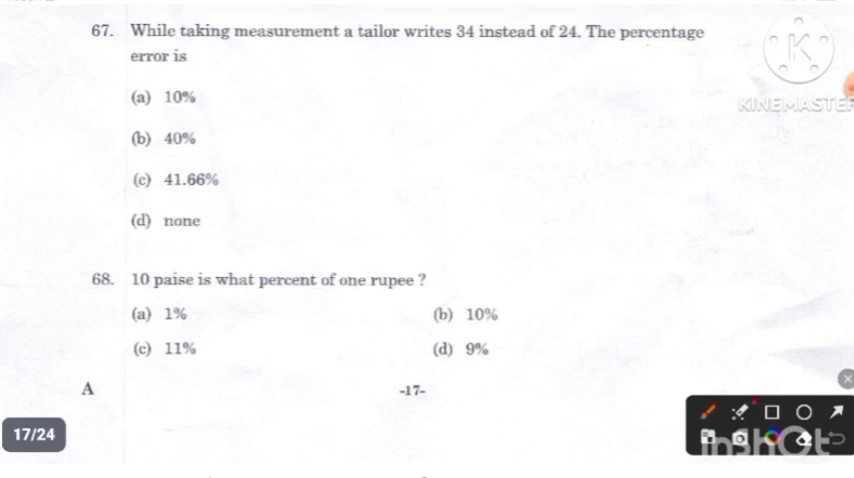 67. While taking measurement a tailor writes 34 instead of 24. The percentage
error is
(a) 10%
(b) 40%
(c) 41.66%
(d) none
68. 10 paise is what percent of one rupee ?
(a) 1% (b) 10%
(c) 11% (d) 9%
A -17-
17/24
K
KINEMASTER
InShOt